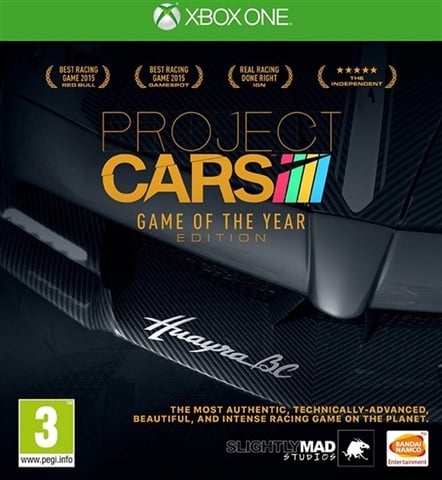 XBOX ONE
BEST RACING
GAME 2015
RED BULL
BEST RACING
GAME 2015
GAMESPOT
REAL RACING
DONE RIGHT
IGN
★★★★★
THE
INDEPENDENT
PROJECT
CARS
GAME OF THE YEAR
EDITION
Huayra BC
THE MOST AUTHENTIC, TECHNICALLY-ADVANCED,
BEAUTIFUL, AND INTENSE RACING GAME ON THE PLANET.
3
www.pegi.info
SLIGHTLY MAD
STUDIOS
BANDAI
NAMCO
Entertainment